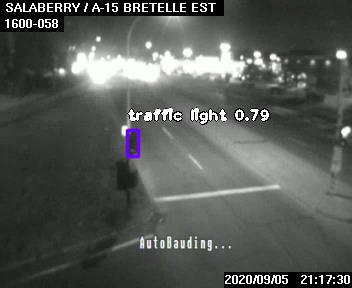 SALABERRY / A-15 BRETELLE EST
1600-058
traffic light 0.79
AutoBauding...
2020/09/05 21:17:30